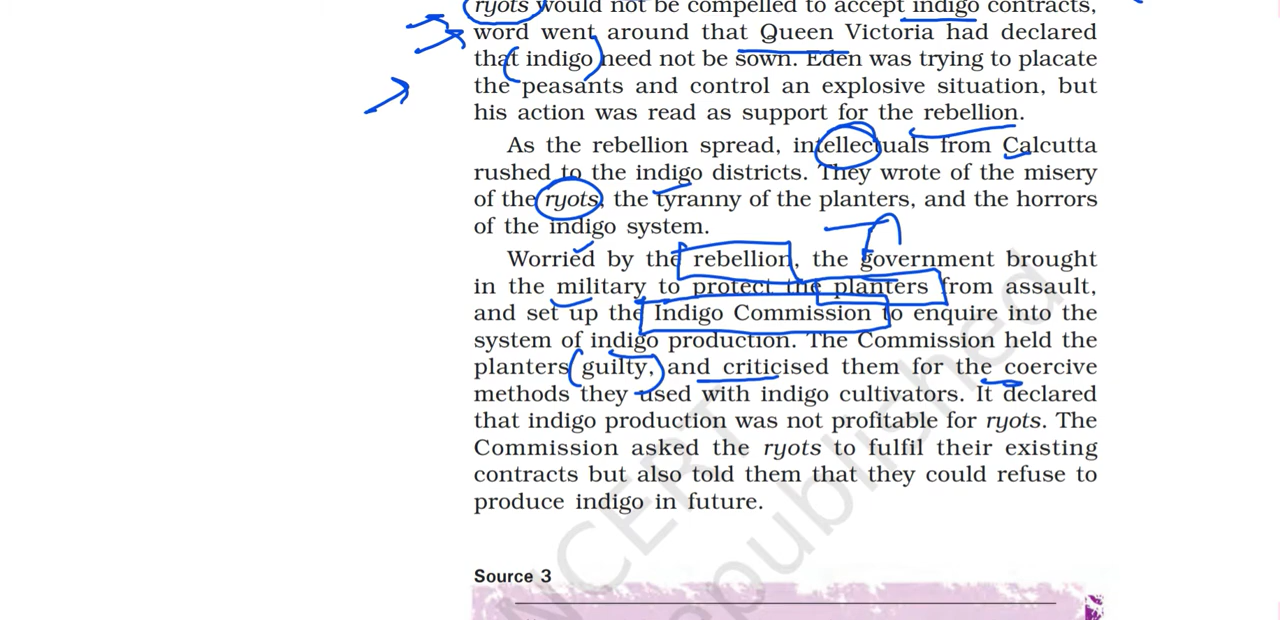 ryots would not be compelled to accept indigo contracts,
word went around that Queen Victoria had declared
that indigo need not be sown. Eden was trying to placate
the peasants and control an explosive situation, but
his action was read as support for the rebellion.
As the rebellion spread, intellectuals from Calcutta
rushed to the indigo districts. They wrote of the misery
of the ryots, the tyranny of the planters, and the horrors
of the indigo system.
Worried by the rebellion, the government brought
in the military to protect the planters from assault,
and set up the Indigo Commission to enquire into the
system of indigo production. The Commission held the
planters guilty, and criticised them for the coercive
methods they used with indigo cultivators. It declared
that indigo production was not profitable for ryots. The
Commission asked the ryots to fulfil their existing
contracts but also told them that they could refuse to
produce indigo in future.
Source 3
NCERT
republished